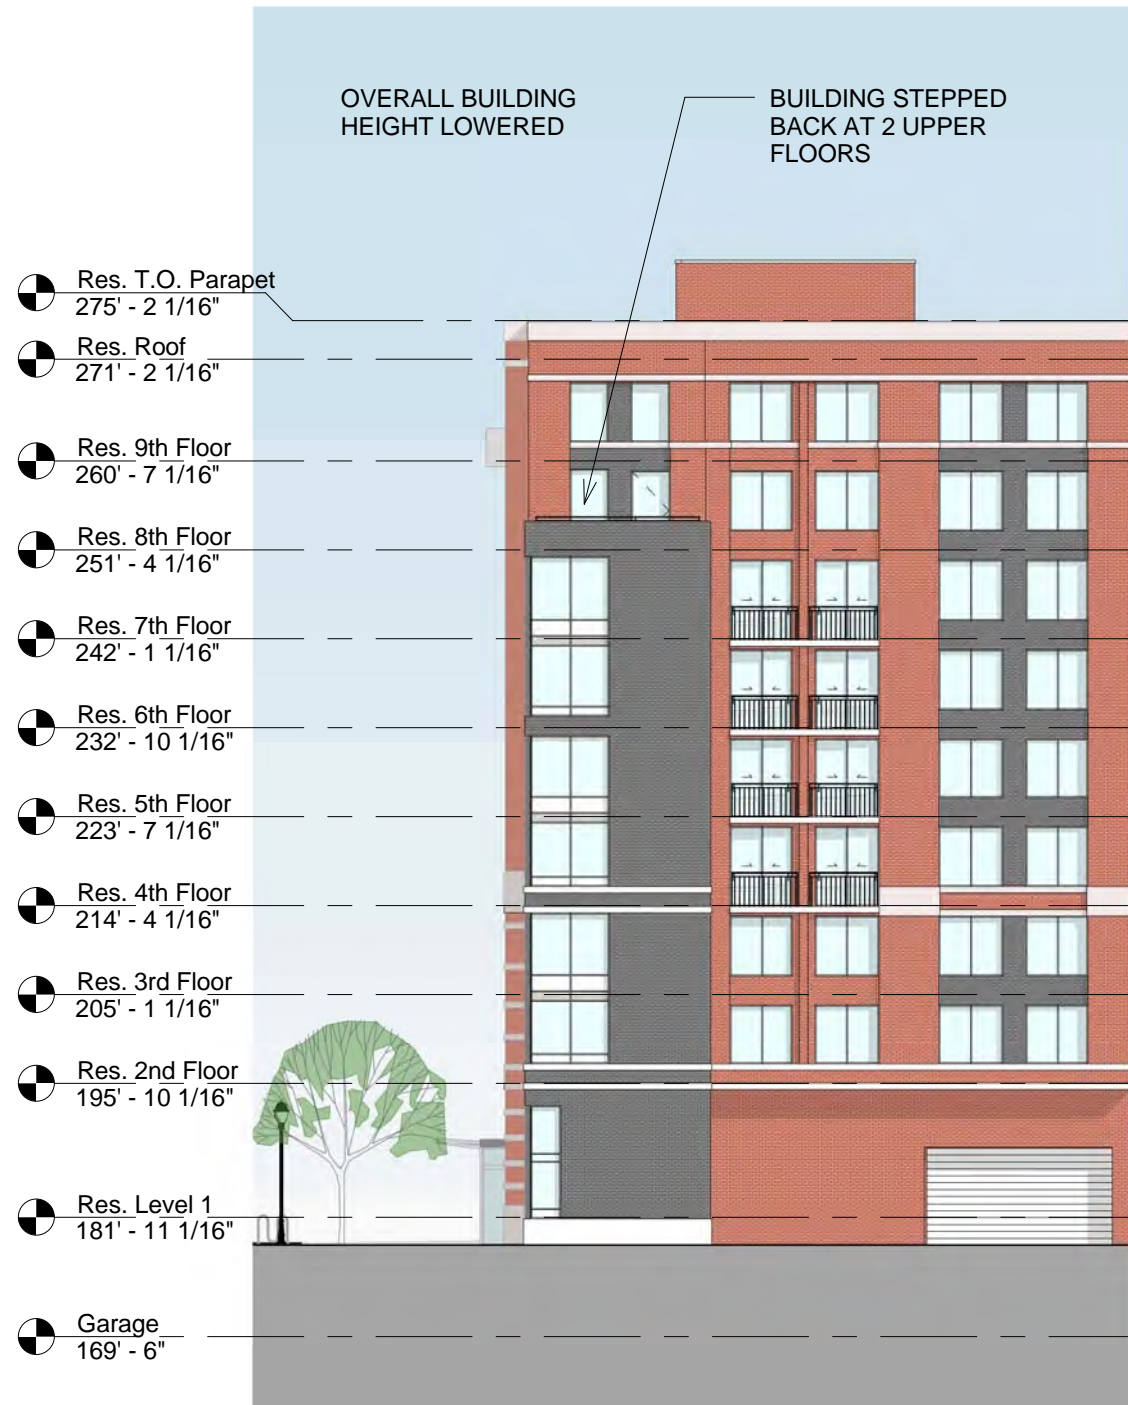 OVERALL BUILDING
HEIGHT LOWERED
BUILDING STEPPED
BACK AT 2 UPPER
FLOORS
Res. T.O. Parapet
275' - 2 1/16"
Res. Roof
271' - 2 1/16"
Res. 9th Floor
260' - 7 1/16"
Res. 8th Floor
251' - 4 1/16"
Res. 7th Floor
242' - 1 1/16"
Res. 6th Floor
232' - 10 1/16"
Res. 5th Floor
223' - 7 1/16"
Res. 4th Floor
214' - 4 1/16"
Res. 3rd Floor
205' - 1 1/16"
Res. 2nd Floor
195' - 10 1/16"
Res. Level 1
181' - 11 1/16"
Garage
169' - 6"